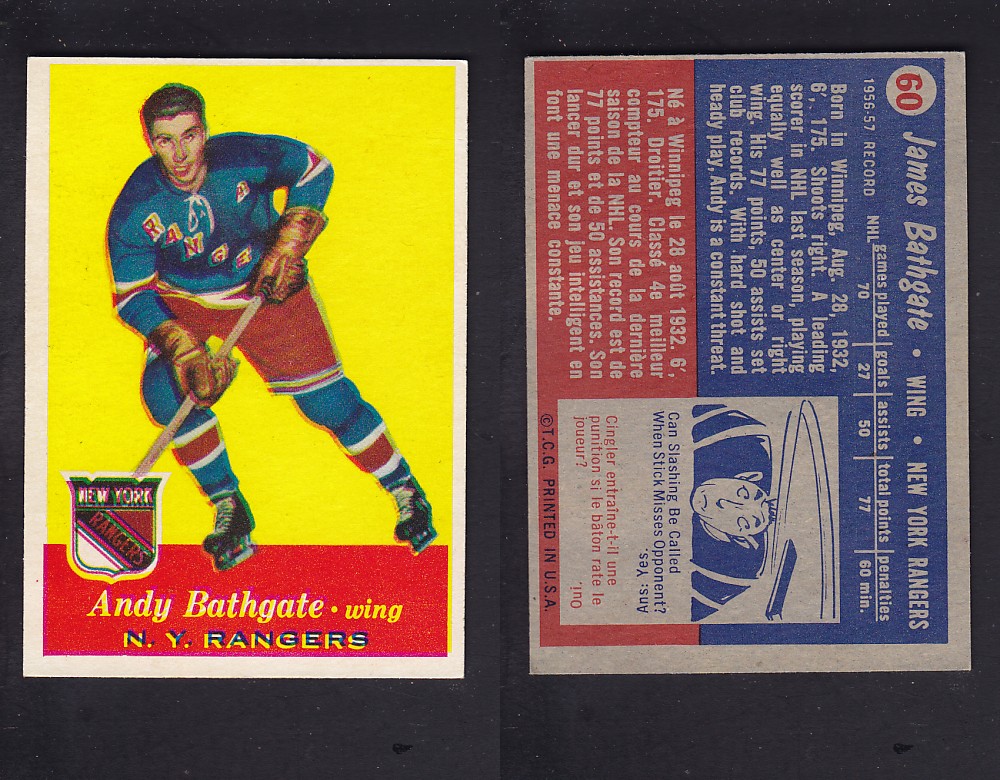 RANGERS
A
NEW YORK
RANGERS
Andy Bathgate • wing
N. Y. RANGERS
60 James Bathgate • WING • NEW YORK RANGERS
1956-57 RECORD games played goals assists total points penalties
NHL 70 27 50 77 60 min.
Born in Winnipeg, Aug. 28, 1932,
6', 175. Shots right. A leading
scorer in NHL last season, playing
equally well as center or right
wing. His 77 points, 50 assists set
club records. With hard shot and
heady play, Andy is a constant threat.
Né à Winnipeg le 28 août 1932. 6',
175. Droitier. Classé 4e meilleur
compteur au cours de la dernière
saison de la NHL. Son record est de
77 points et de 50 assistances. Son
lancer dur et son jeu intelligent en
font une menace constante.
Can Slashing Be Called
When Stick Misses Opponent?
Ans: Yes.
Cingler entraîne-t-il une
punition si le bâton rate le
joueur?
Oui.
©T.C.G. PRINTED IN U.S.A.